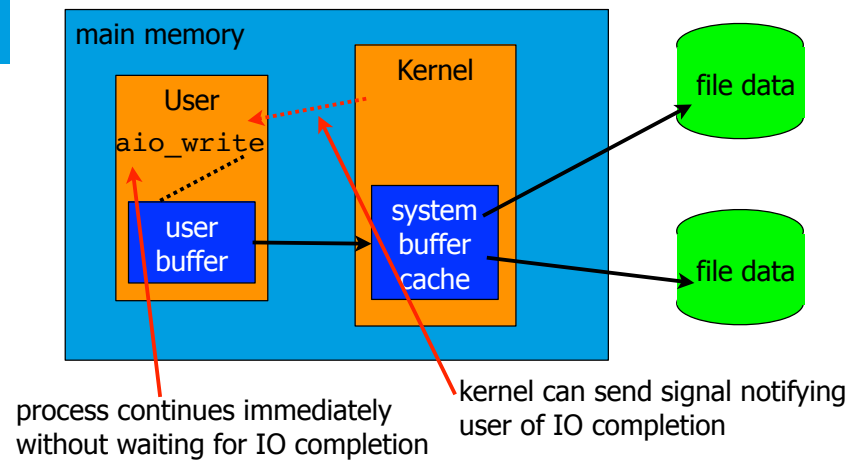 main memory
User
aio_write
user
buffer
Kernel
system
buffer
cache
file data
file data
process continues immediately
without waiting for IO completion
kernel can send signal notifying
user of IO completion